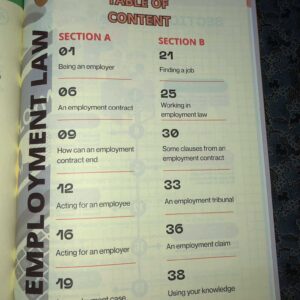 TABLE OF
CONTENT
EMPLOYMENT LAW
SECTION A
01
Being an employer
06
An employment contract
09
How can an employment
contract end
12
Acting for an employee
16
Acting for an employer
19
employment case
SECTION B
21
Finding a job
25
Working in
employment law
30
Some clauses from an
employment contract
33
An employment tribunal
36
An employment claim
38
Using your knowledge